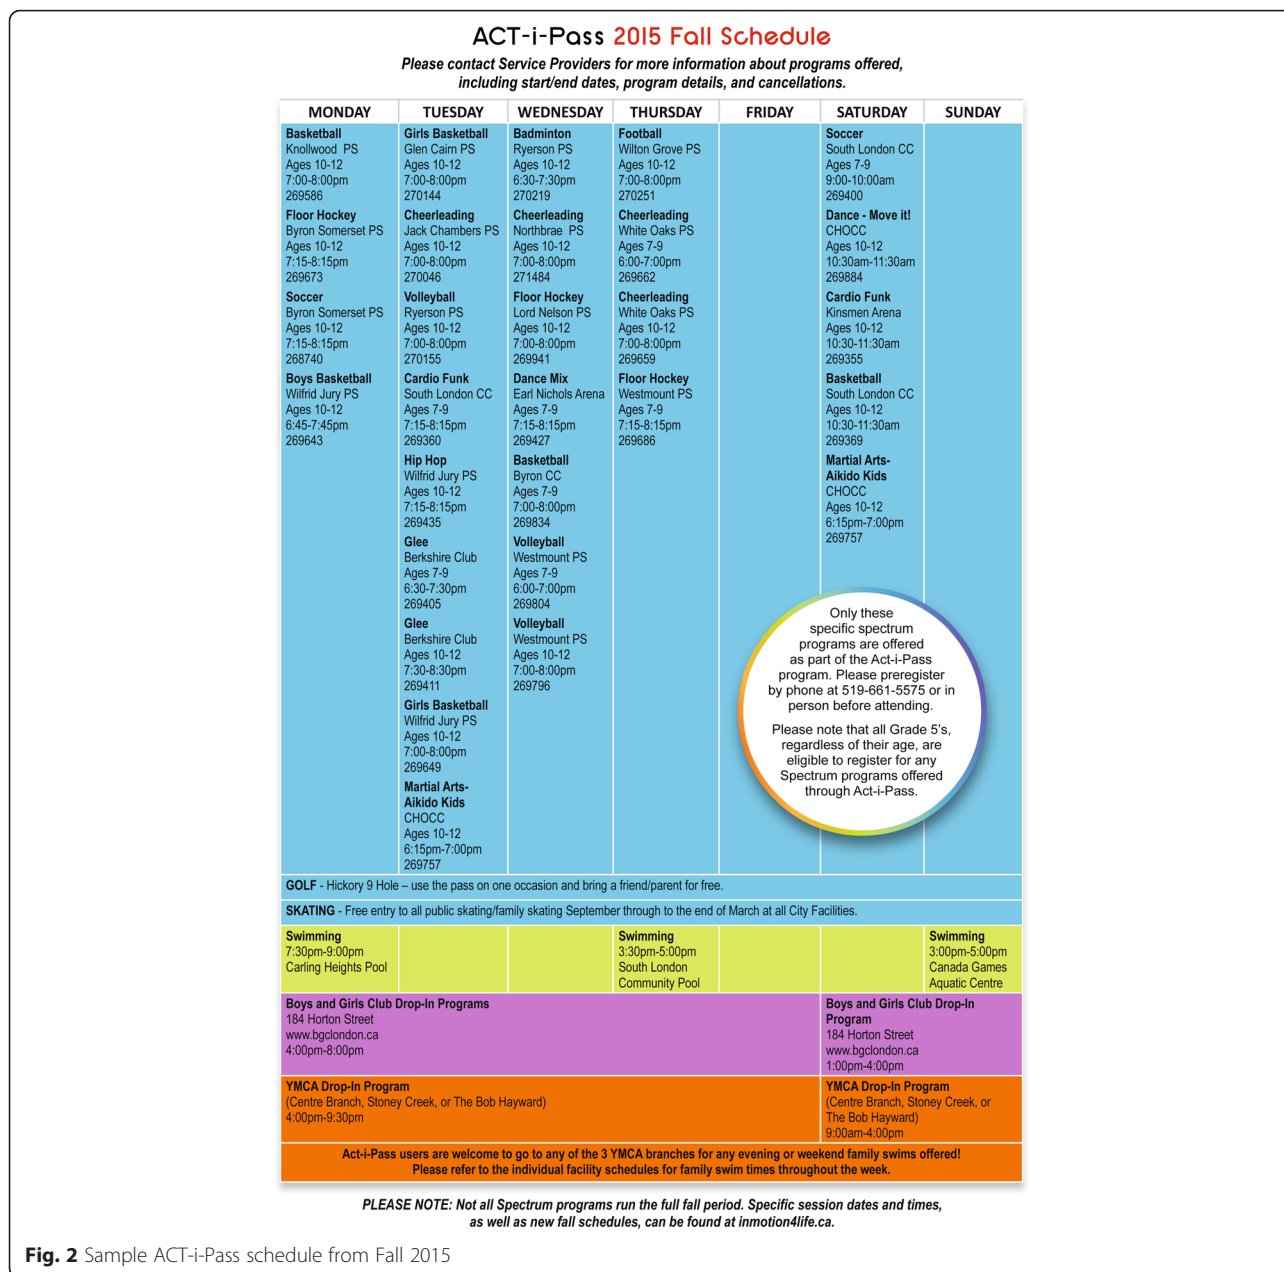 ACT-i-Pass 2015 Fall Schedule
Please contact Service Providers for more information about programs offered,
including start/end dates, program details, and cancellations.
MONDAY
TUESDAY
WEDNESDAY
THURSDAY
FRIDAY
SATURDAY
SUNDAY
Basketball
Knollwood PS
Ages 10-12
7:00-8:00pm
269586
Floor Hockey
Byron Somerset PS
Ages 10-12
7:15-8:15pm
269673
Soccer
Byron Somerset PS
Ages 10-12
7:15-8:15pm
268740
Boys Basketball
Wilfrid Jury PS
Ages 10-12
6:45-7:45pm
269643
Girls Basketball
Glen Cairn PS
Ages 10-12
7:00-8:00pm
270144
Cheerleading
Jack Chambers PS
Ages 10-12
7:00-8:00pm
270046
Volleyball
Ryerson PS
Ages 10-12
7:00-8:00pm
270155
Cardio Funk
South London CC
Ages 7-9
7:15-8:15pm
269360
Hip Hop
Wilfrid Jury PS
Ages 10-12
7:15-8:15pm
269435
Glee
Berkshire Club
Ages 7-9
6:30-7:30pm
269405
Glee
Berkshire Club
Ages 10-12
7:30-8:30pm
269411
Girls Basketball
Wilfrid Jury PS
Ages 10-12
7:00-8:00pm
269649
Martial Arts-
Aikido Kids
CHOCC
Ages 10-12
6:15pm-7:00pm
269757
Badminton
Ryerson PS
Ages 10-12
6:30-7:30pm
270219
Cheerleading
Northbrae PS
Ages 10-12
7:00-8:00pm
271484
Floor Hockey
Lord Nelson PS
Ages 10-12
7:00-8:00pm
269941
Dance Mix
Earl Nichols Arena
Ages 7-9
7:15-8:15pm
269427
Basketball
Byron CC
Ages 7-9
7:00-8:00pm
269834
Volleyball
Westmount PS
Ages 7-9
6:00-7:00pm
269804
Volleyball
Westmount PS
Ages 10-12
7:00-8:00pm
269796
Football
Wilton Grove PS
Ages 10-12
7:00-8:00pm
270251
Cheerleading
White Oaks PS
Ages 7-9
6:00-7:00pm
269662
Cheerleading
White Oaks PS
Ages 10-12
7:00-8:00pm
269659
Floor Hockey
Westmount PS
Ages 7-9
7:15-8:15pm
269686
Soccer
South London CC
Ages 7-9
9:00-10:00am
269400
Dance - Move it!
CHOCC
Ages 10-12
10:30am-11:30am
269884
Cardio Funk
Kinsmen Arena
Ages 10-12
10:30-11:30am
269355
Basketball
South London CC
Ages 10-12
10:30-11:30am
269369
Martial Arts-
Aikido Kids
CHOCC
Ages 10-12
6:15pm-7:00pm
269757
Only these
specific spectrum
programs are offered
as part of the Act-i-Pass
program. Please preregister
by phone at 519-661-5575 or in
person before attending.
Please note that all Grade 5's,
regardless of their age, are
eligible to register for any
Spectrum programs offered
through Act-i-Pass.
GOLF - Hickory 9 Hole – use the pass on one occasion and bring a friend/parent for free.
SKATING - Free entry to all public skating/family skating September through to the end of March at all City Facilities.
Swimming
7:30pm-9:00pm
Carling Heights Pool
Swimming
3:30pm-5:00pm
South London
Community Pool
Swimming
3:00pm-5:00pm
Canada Games
Aquatic Centre
Boys and Girls Club Drop-In Programs
184 Horton Street
www.bgclondon.ca
4:00pm-8:00pm
Boys and Girls Club Drop-In
Program
184 Horton Street
www.bgclondon.ca
1:00pm-4:00pm
YMCA Drop-In Program
(Centre Branch, Stoney Creek, or The Bob Hayward)
4:00pm-9:30pm
YMCA Drop-In Program
(Centre Branch, Stoney Creek, or
The Bob Hayward)
9:00am-4:00pm
Act-i-Pass users are welcome to go to any of the 3 YMCA branches for any evening or weekend family swims offered!
Please refer to the individual facility schedules for family swim times throughout the week.
PLEASE NOTE: Not all Spectrum programs run the full fall period. Specific session dates and times,
as well as new fall schedules, can be found at inmotion4life.ca.
Fig. 2 Sample ACT-i-Pass schedule from Fall 2015